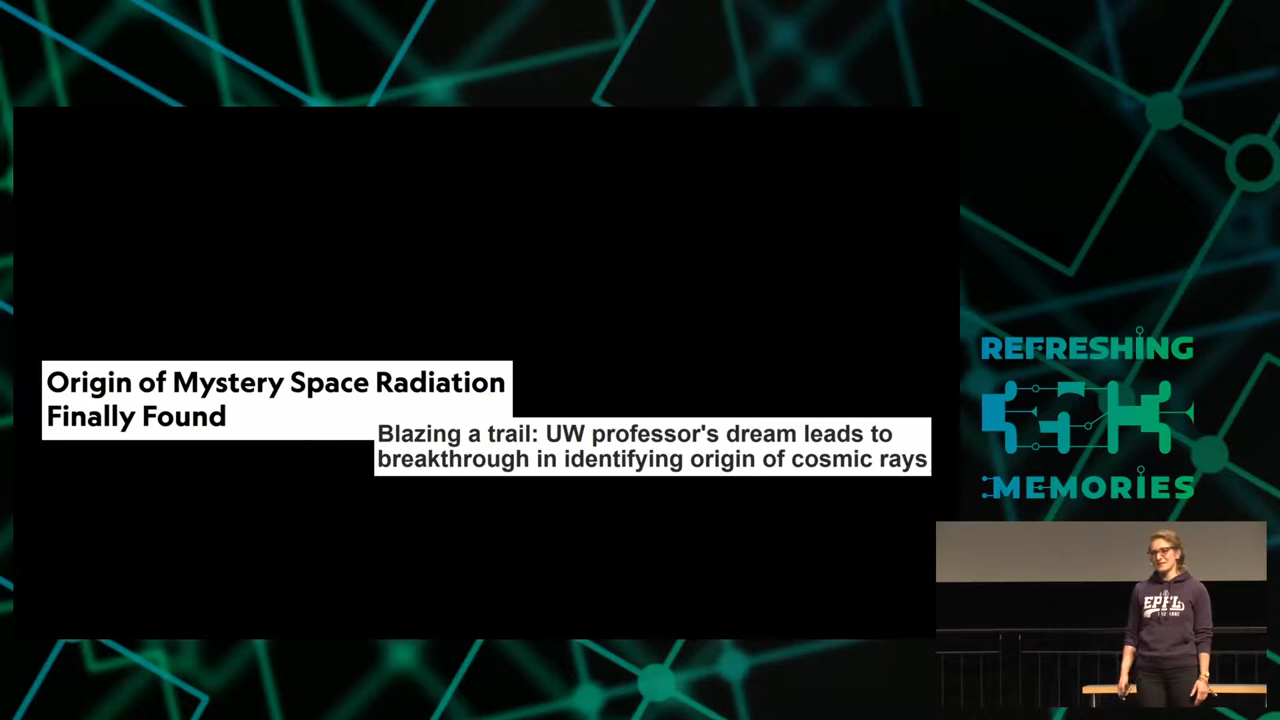 Origin of Mystery Space Radiation
Finally Found
Blazing a trail: UW professor's dream leads to
breakthrough in identifying origin of cosmic rays
REFRESHING
MEMORIES
EPFL